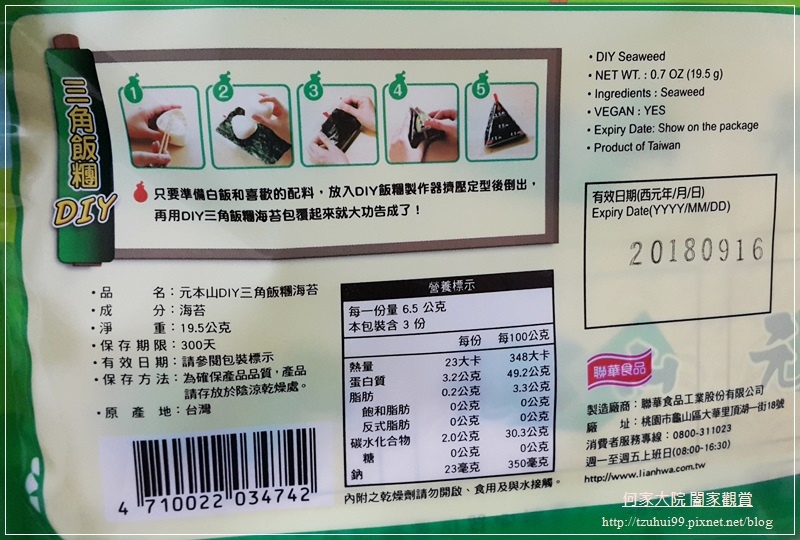 三角飯糰
DIY
1 2 3 4 5
只要準備白飯和喜歡的配料，放入DIY飯糰製作器擠壓定型後倒出，
再用DIY三角飯糰海苔包覆起來就大功告成了！
• DIY Seaweed
• NET WT. : 0.7 OZ (19.5 g)
• Ingredients : Seaweed
• VEGAN : YES
• Expiry Date: Show on the package
• Product of Taiwan
有效日期(西元年/月/日)
Expiry Date(YYYY/MM/DD)
20180916
• 品名：元本山DIY三角飯糰海苔
• 成分：海苔
• 淨重：19.5公克
• 保存期限：300天
• 有效日期：請參閱包裝標示
• 保存方法：為確保產品品質，產品
請存放於陰涼乾燥處。
• 原產地：台灣
4 710022 034742
營養標示
每一份量 6.5 公克
本包裝含 3 份
每份 每100公克
熱量 23大卡 348大卡
蛋白質 3.2公克 49.2公克
脂肪 0.2公克 3.3公克
飽和脂肪 0公克 0公克
反式脂肪 0公克 0公克
碳水化合物 2.0公克 30.3公克
糖 0公克 0公克
鈉 23毫克 350毫克
內附之乾燥劑請勿開啟、食用及與水接觸。
聯華食品
製造廠商：聯華食品工業股份有限公司
廠址：桃園市龜山區大華里頂湖一街18號
消費者服務專線：0800-311023
週一至週五上班日(08:00-16:30)
http://www.lianhwa.com.tw
何家大院 闔家觀賞
http://tzuhui99.pixnet.net/blog